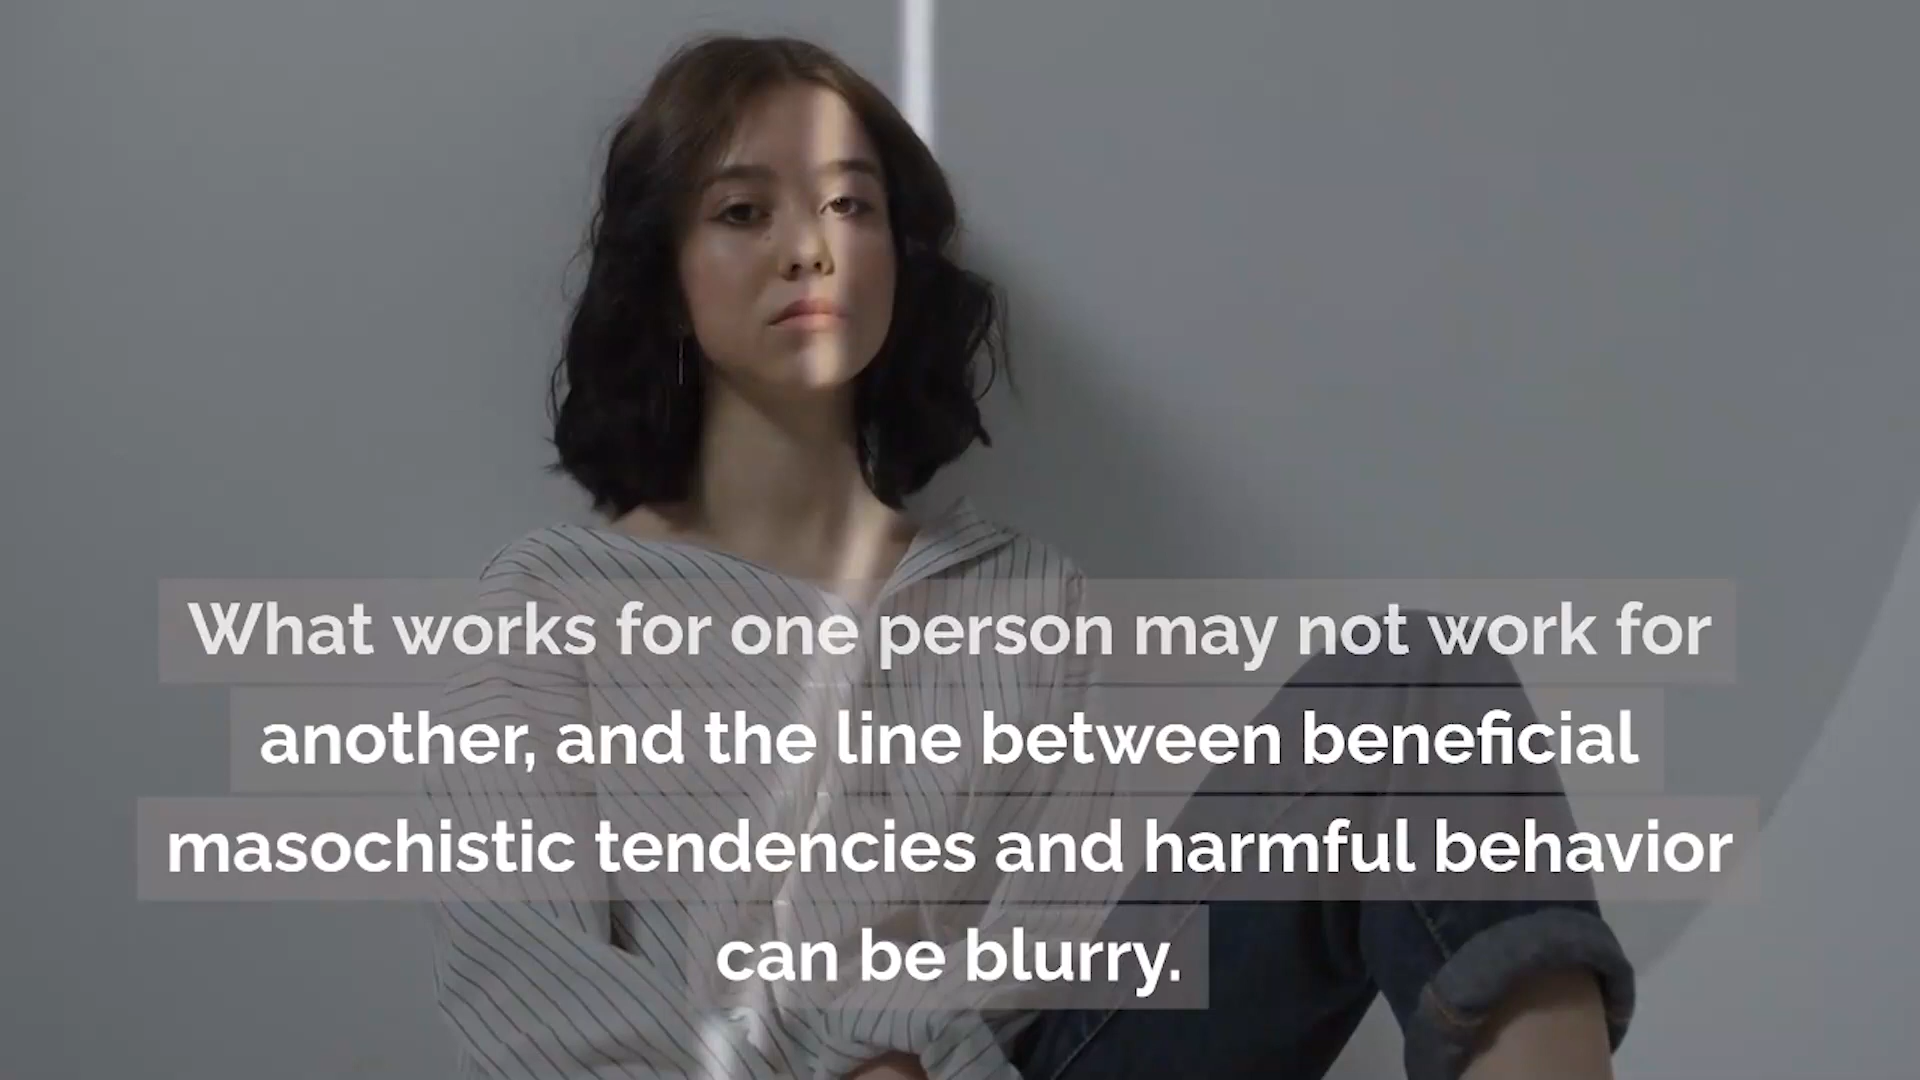 What works for one person may not work for
another, and the line between beneficial
masochistic tendencies and harmful behavior
can be blurry.